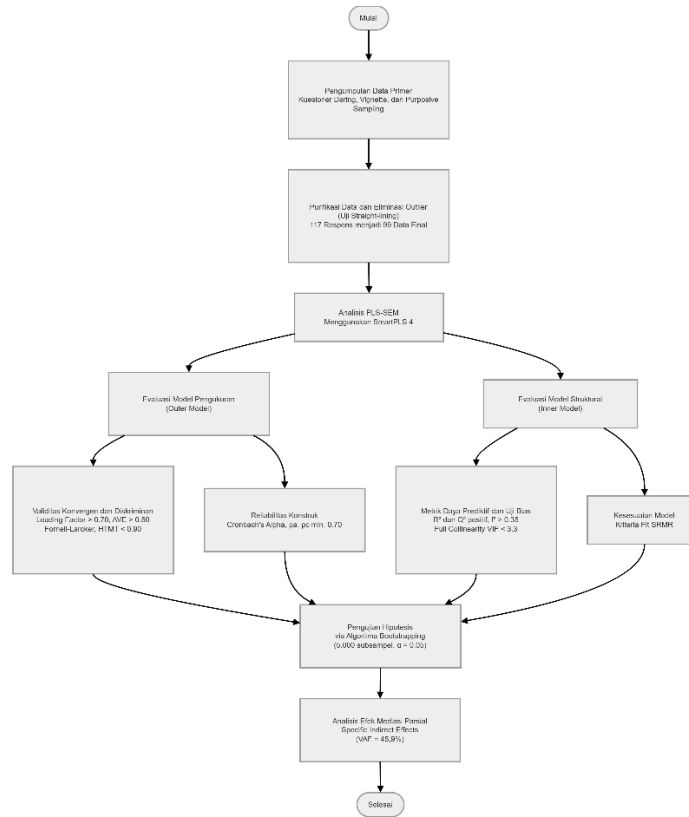 Mulai
Pengumpulan Data Primer
Kuesioner Daring, Vignette, dan Purposive
Sampling
Purifikasi Data dan Eliminasi Outlier
(Uji Straight-lining)
117 Respons menjadi 99 Data Final
Analisis PLS-SEM
Menggunakan SmartPLS 4
Evaluasi Model Pengukuran
(Outer Model)
Evaluasi Model Struktural
(Inner Model)
Validitas Konvergen dan Diskriminan
Loading Factor > 0.70, AVE > 0.50
Fornell-Larcker, HTMT < 0.90
Reliabilitas Konstruk
Cronbach's Alpha, ρa, ρc min. 0.70
Metrik Daya Prediktif dan Uji Bias
R² dan Q² positif, f² > 0.35
Full Collinearity VIF < 3.3
Kesesuaian Model
Kriteria Fit SRMR
Pengujian Hipotesis
via Algoritma Bootstrapping
(5.000 subsampel, α = 0.05)
Analisis Efek Mediasi Parsial
Specific Indirect Effects
(VAF = 45,9%)
Selesai